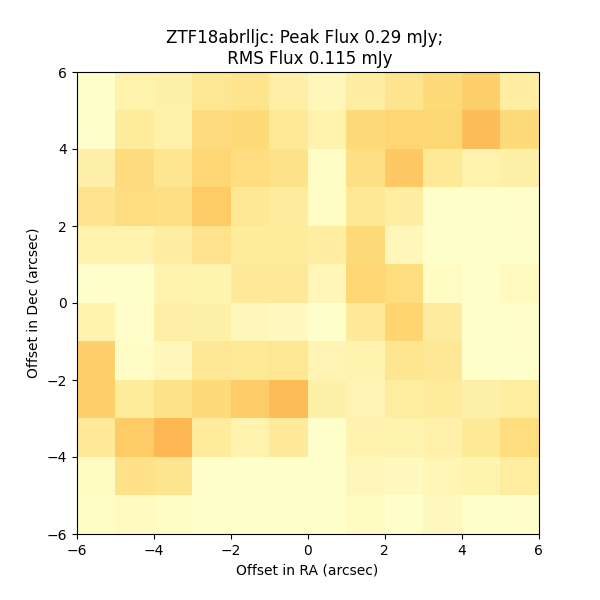 ZTF18abrlljc: Peak Flux 0.29 mJy;
RMS Flux 0.115 mJy
6
4
2
0
−2
−4
−6
Offset in Dec (arcsec)
−6 −4 −2 0 2 4 6
Offset in RA (arcsec)